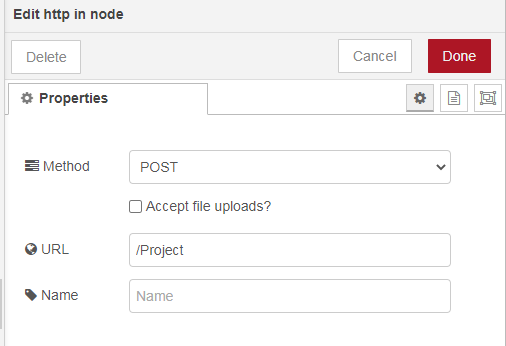 Edit http in node
Delete
Cancel
Done
Properties
Method
POST
Accept file uploads?
URL
/Project
Name
Name